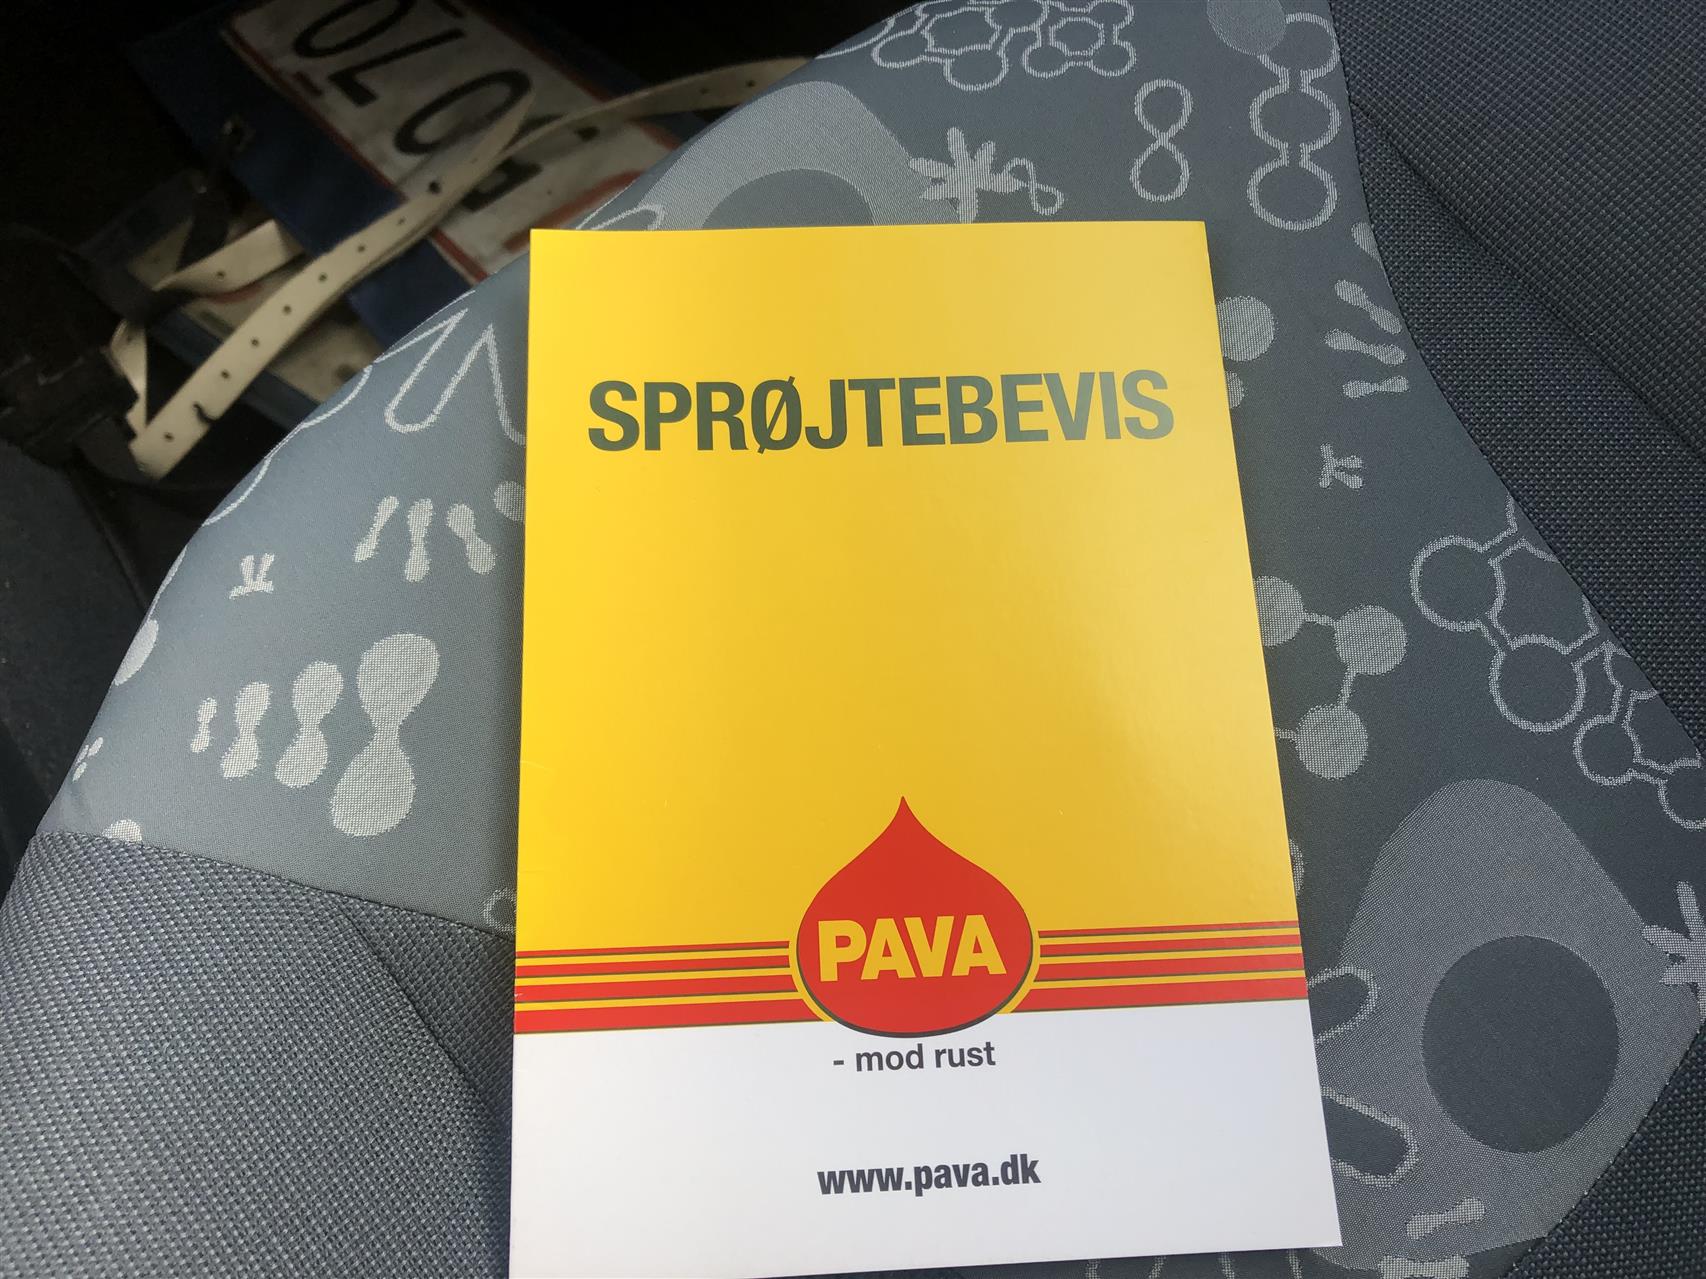 SPRØJTEBEVIS
PAVA
- mod rust
www.pava.dk